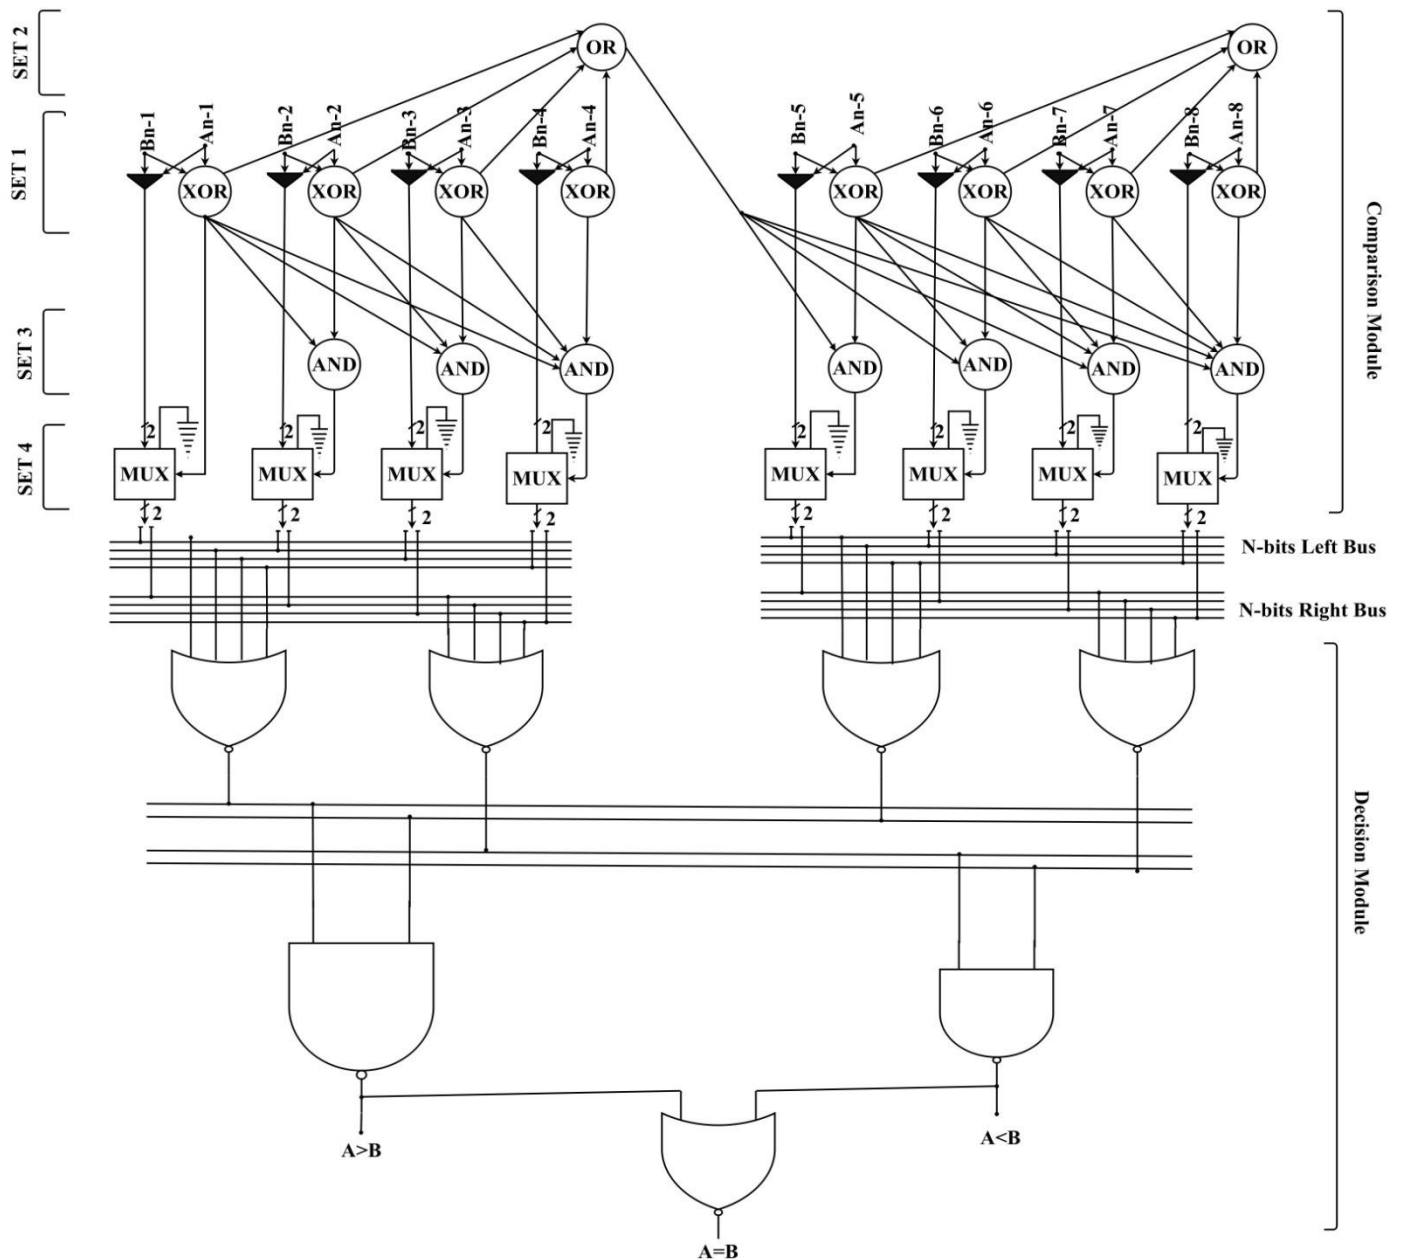 SET 2
OR
OR
SET 1
Bn-1
An-1
Bn-2
An-2
Bn-3
An-3
Bn-4
An-4
Bn-5
An-5
Bn-6
An-6
Bn-7
An-7
Bn-8
An-8
XOR
XOR
XOR
XOR
XOR
XOR
XOR
XOR
Comparison Module
SET 3
AND
AND
AND
AND
AND
AND
AND
SET 4
2
2
2
2
2
2
2
2
MUX
MUX
MUX
MUX
MUX
MUX
MUX
MUX
2
2
2
2
2
2
2
2
N-bits Left Bus
N-bits Right Bus
Decision Module
A>B
A<B
A=B